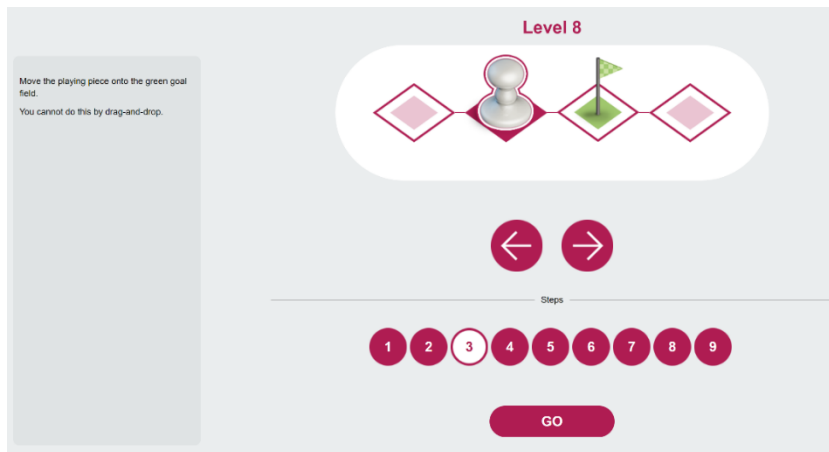 Level 8
Move the playing piece onto the green goal
field.
You cannot do this by drag-and-drop.
Steps
1 2 3 4 5 6 7 8 9
GO